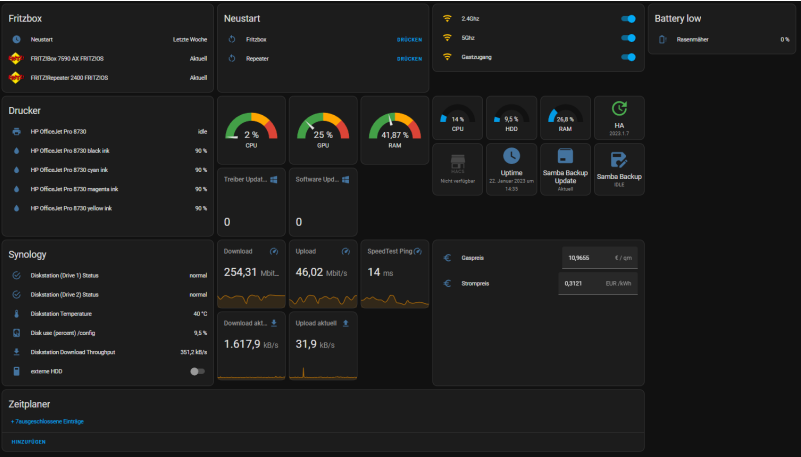 Fritzbox
Neustart Letzte Woche
FRITZ!Box 7590 AX FRITZ!OS Aktuell
FRITZ!Repeater 2400 FRITZ!OS Aktuell
Neustart
Fritzbox DRÜCKEN
Repeater DRÜCKEN
2.4Ghz
5Ghz
Gastzugang
Battery low
Rasenmäher 0 %
Drucker
HP OfficeJet Pro 8730 idle
HP OfficeJet Pro 8730 black ink 90 %
HP OfficeJet Pro 8730 cyan ink 90 %
HP OfficeJet Pro 8730 magenta ink 90 %
HP OfficeJet Pro 8730 yellow ink 90 %
2 %
CPU
25 %
GPU
41,87 %
RAM
Treiber Updat...
0
Software Upd...
0
14 %
CPU
9,5 %
HDD
26,8 %
RAM
HA
2023.1.7
Nicht verfügbar
Uptime
22. Januar 2023 um
14:35
Samba Backup
Update
Aktuell
Samba Backup
IDLE
Synology
Diskstation (Drive 1) Status normal
Diskstation (Drive 2) Status normal
Diskstation Temperature 40 °C
Disk use (percent) /config 9,5 %
Diskstation Download Throughput 351,2 kB/s
externe HDD
Download
254,31 Mbit...
Upload
46,02 Mbit/s
SpeedTest Ping
14 ms
Download akt...
1.617,9 kB/s
Upload aktuell
31,9 kB/s
Gaspreis 10,9655 € / qm
Strompreis 0,3121 EUR /kWh
Zeitplaner
+ 7ausgeschlossene Einträge
HINZUFÜGEN